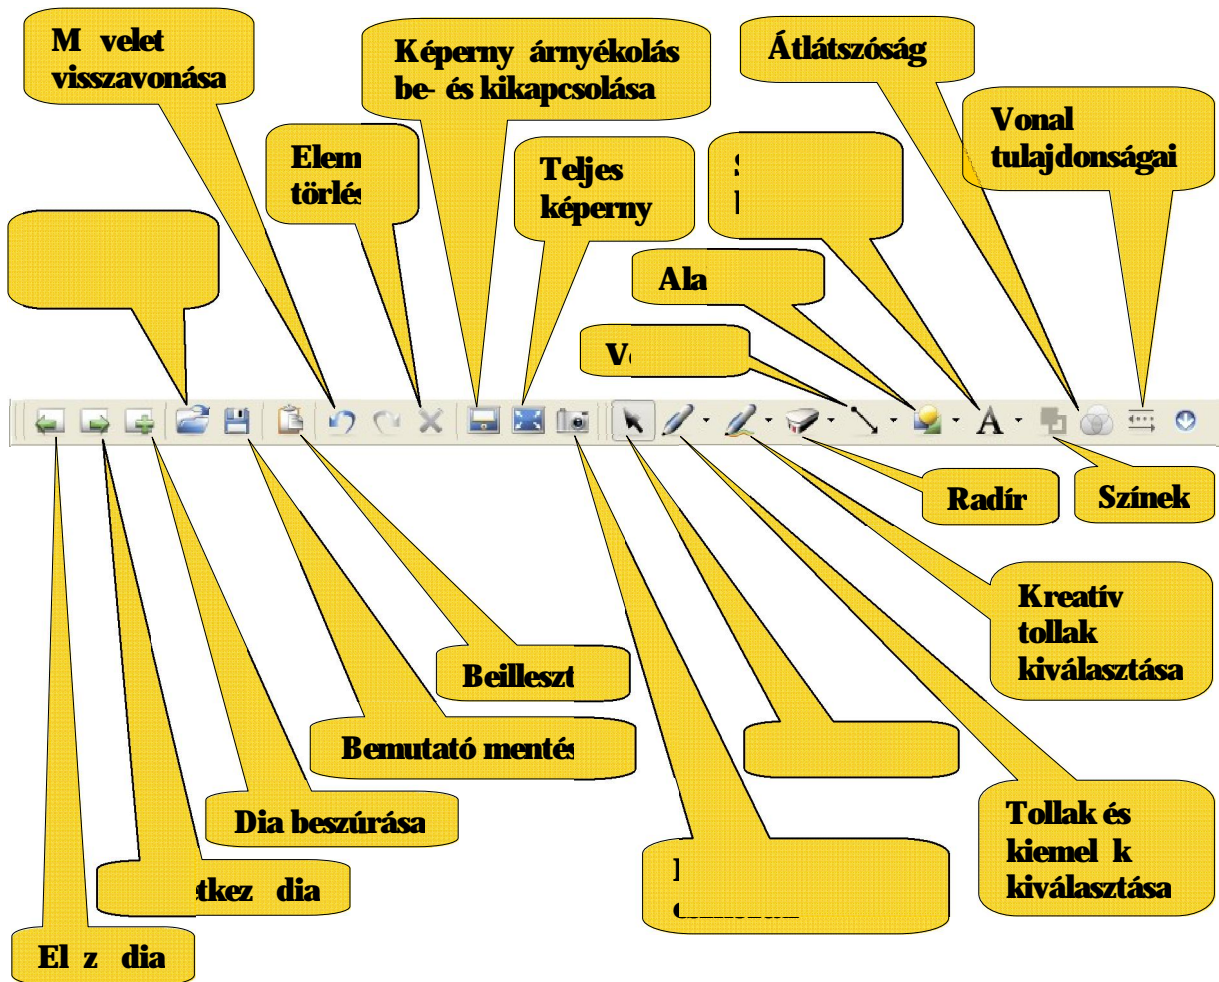 M velet
visszavonása
Képerny árnyékolás
be- és kikapcsolása
Átlátszóság
Vonal
tulajdonságai
Elem
törlés
Teljes
képerny
Ala
Radír
Színek
Kreatív
tollak
kiválasztása
Beilleszt
Bemutató mentés
Dia beszúrása
Tollak és
kiemel k
kiválasztása
tkez dia
El z dia